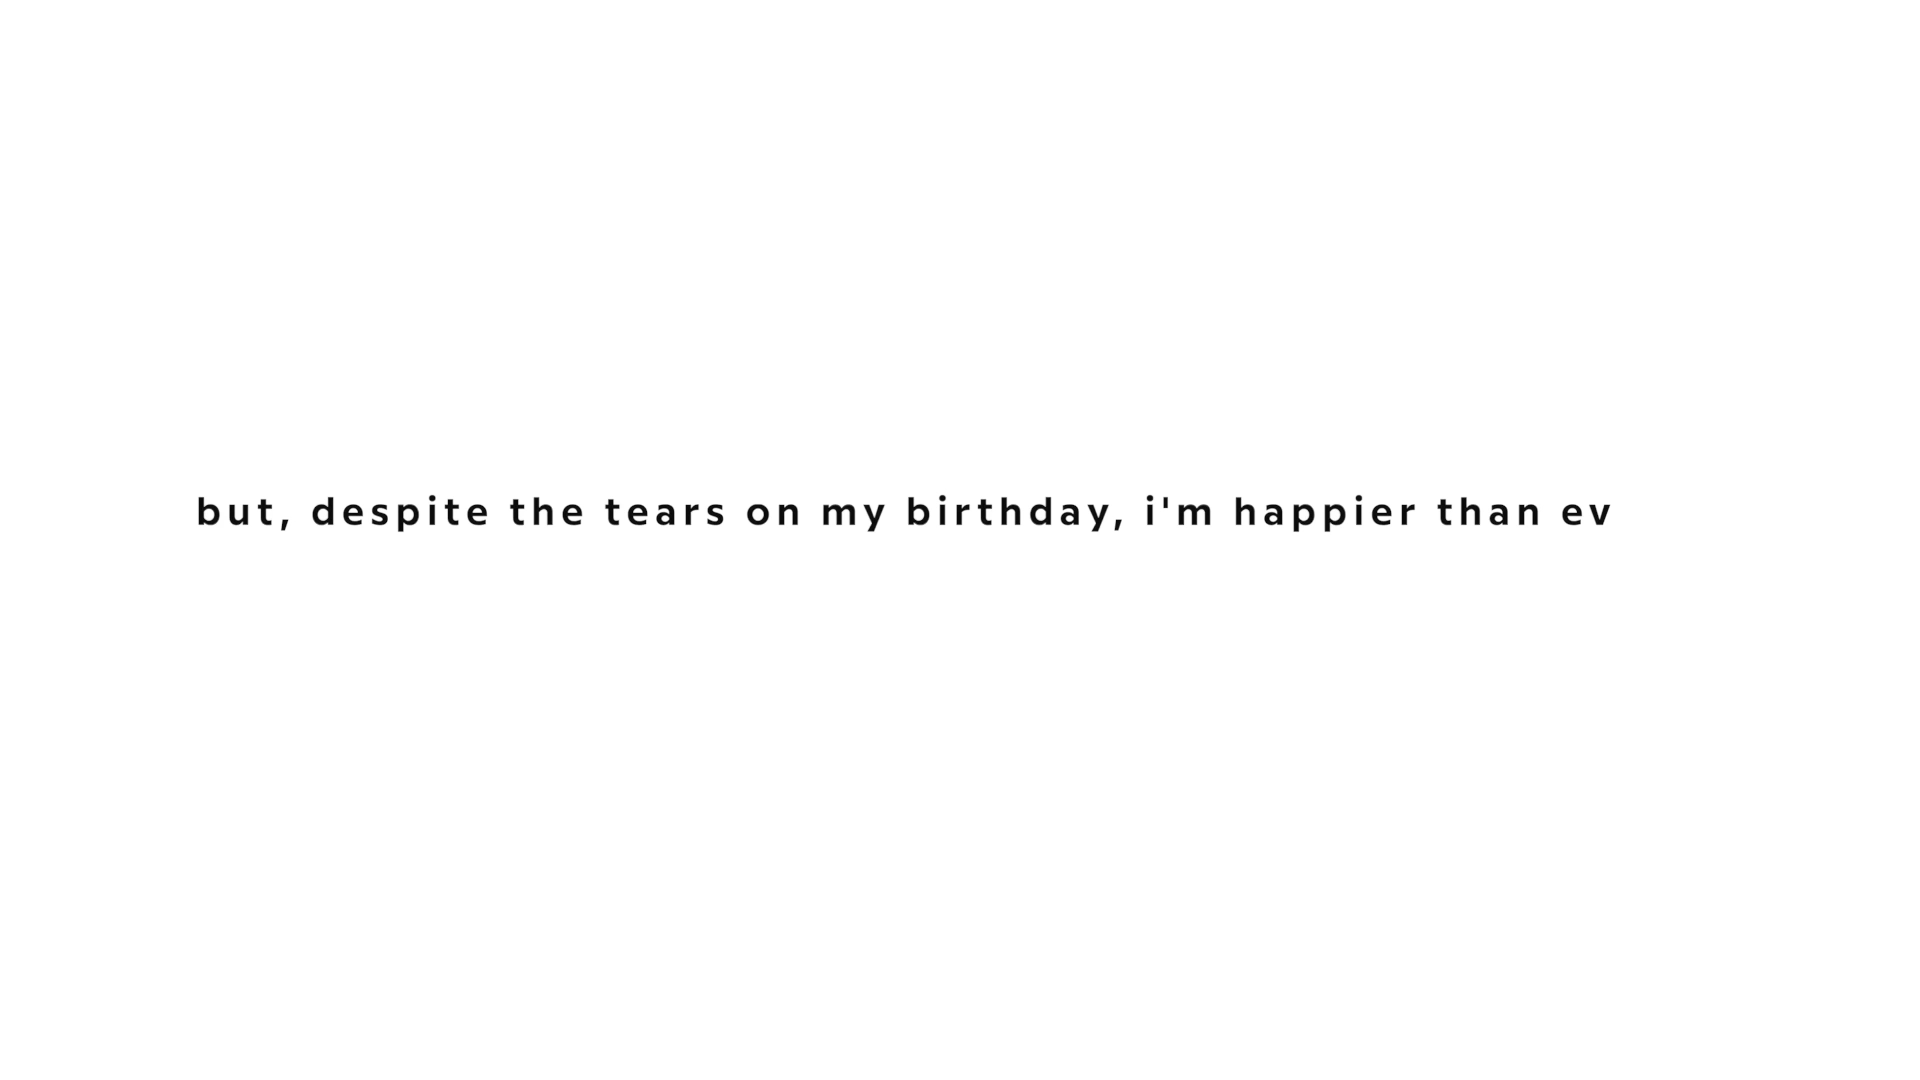 but, despite the tears on my birthday, i'm happier than ev